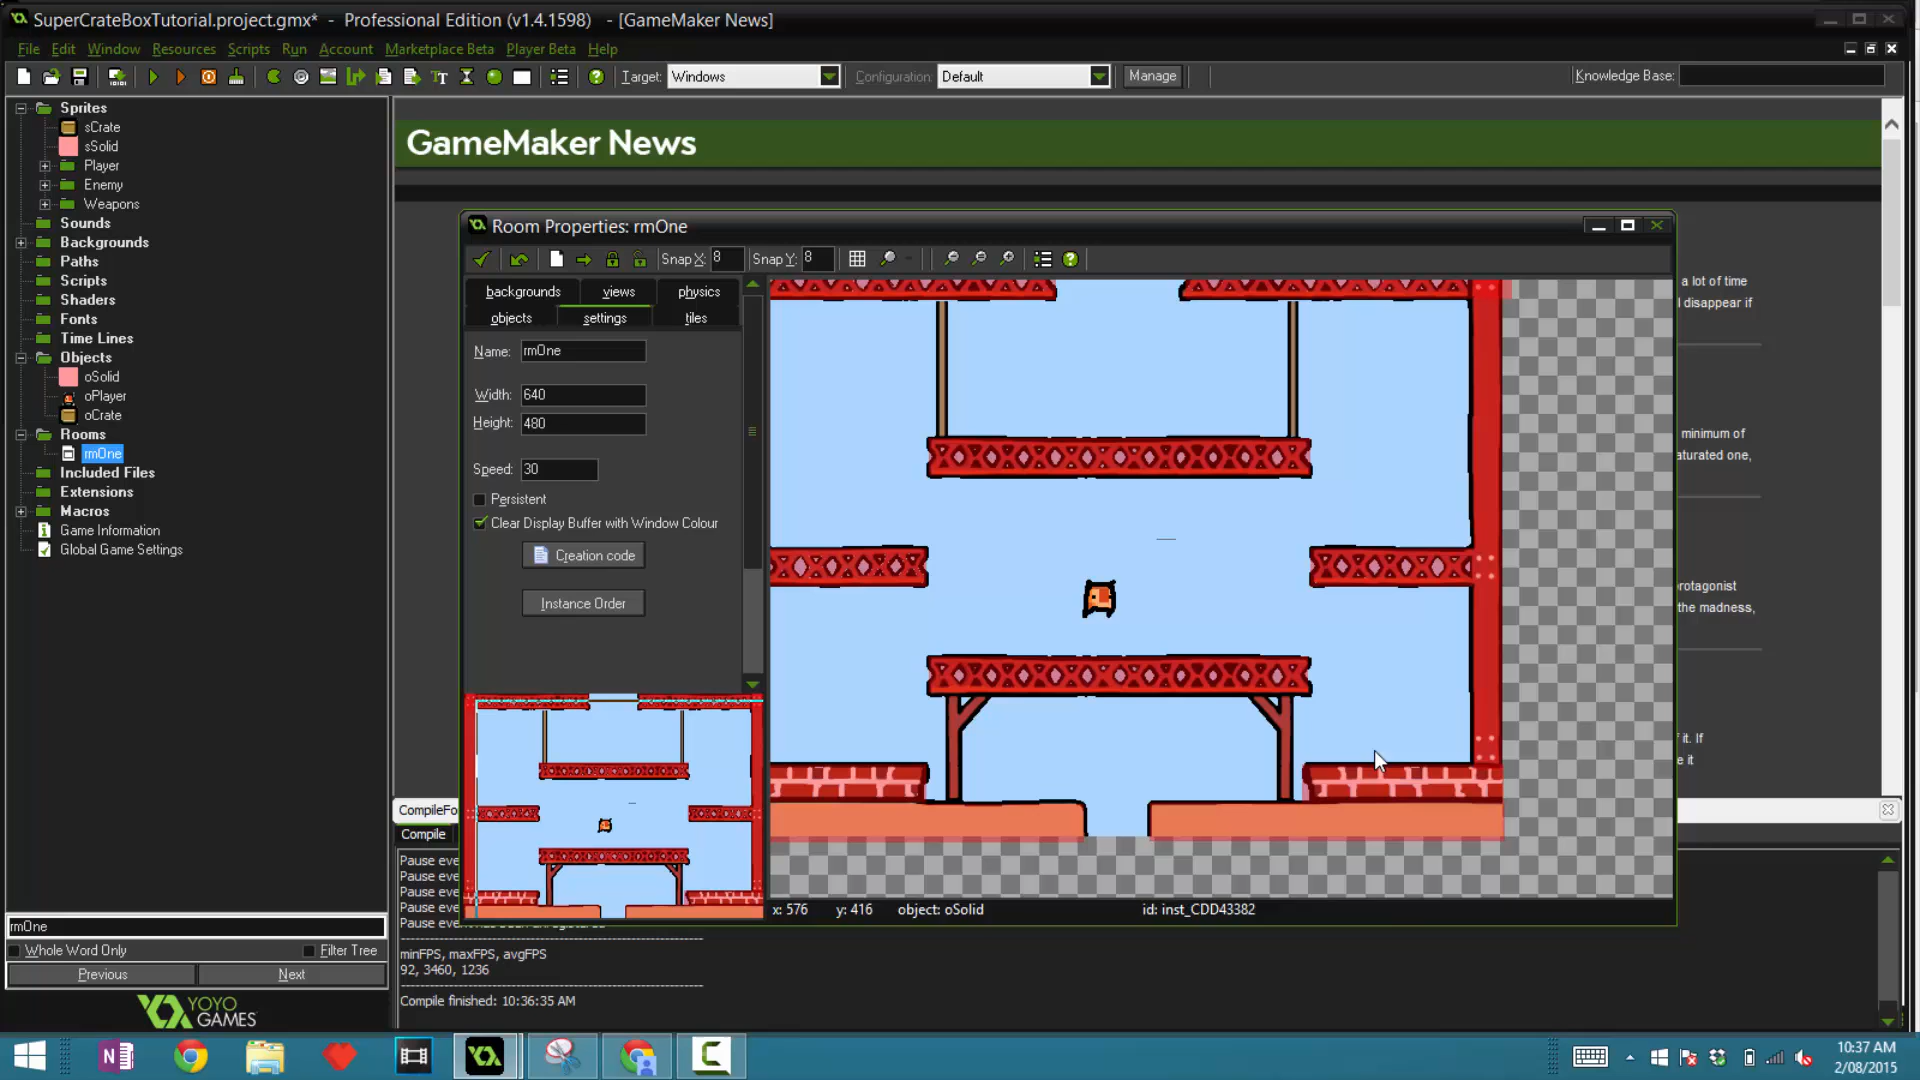 SuperCrateBoxTutorial.project.gmx* - Professional Edition (v1.4.1598) - [GameMaker News]
File Edit Window Resources Scripts Run Account Marketplace Beta Player Beta Help
Target: Windows Configuration: Default Manage Knowledge Base:
Sprites
sCrate
sSolid
Player
Enemy
Weapons
Sounds
Backgrounds
Paths
Scripts
Shaders
Fonts
Time Lines
Objects
oSolid
oPlayer
oCrate
Rooms
rmOne
Included Files
Extensions
Macros
Game Information
Global Game Settings
rmOne
Whole Word Only Filter Tree
Previous Next
YOYO
GAMES
GameMaker News
a lot of time
l disappear if
minimum of
aturated one,
rotagonist
the madness,
f it. If
e it
Room Properties: rmOne
Snap X: 8 Snap Y: 8
backgrounds views physics
objects settings tiles
Name: rmOne
Width: 640
Height: 480
Speed: 30
Persistent
Clear Display Buffer with Window Colour
Creation code
Instance Order
x: 576 y: 416 object: oSolid id: inst_CDD43382
CompileFo
Compile
Pause eve
Pause eve
Pause eve
Pause eve
minFPS, maxFPS, avgFPS
92, 3460, 1236
Compile finished: 10:36:35 AM
10:37 AM
2/08/2015